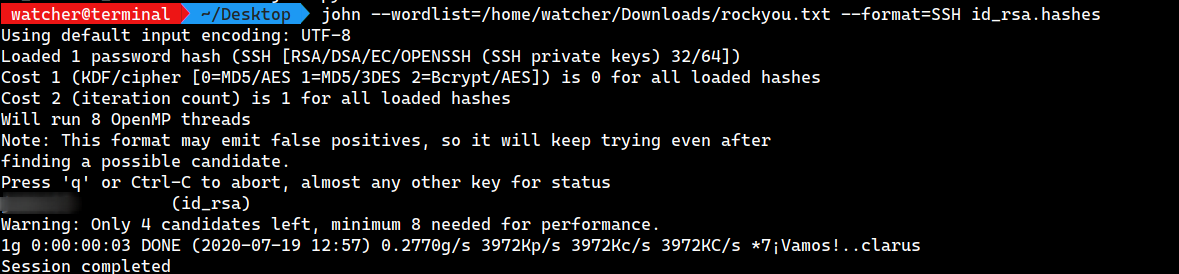 watcher@terminal ~/Desktop john --wordlist=/home/watcher/Downloads/rockyou.txt --format=SSH id_rsa.hashes
Using default input encoding: UTF-8
Loaded 1 password hash (SSH [RSA/DSA/EC/OPENSSH (SSH private keys) 32/64])
Cost 1 (KDF/cipher [0=MD5/AES 1=MD5/3DES 2=Bcrypt/AES]) is 0 for all loaded hashes
Cost 2 (iteration count) is 1 for all loaded hashes
Will run 8 OpenMP threads
Note: This format may emit false positives, so it will keep trying even after
finding a possible candidate.
Press 'q' or Ctrl-C to abort, almost any other key for status
(id_rsa)
Warning: Only 4 candidates left, minimum 8 needed for performance.
1g 0:00:00:03 DONE (2020-07-19 12:57) 0.2770g/s 3972Kp/s 3972Kc/s 3972KC/s *7¡Vamos!..clarus
Session completed